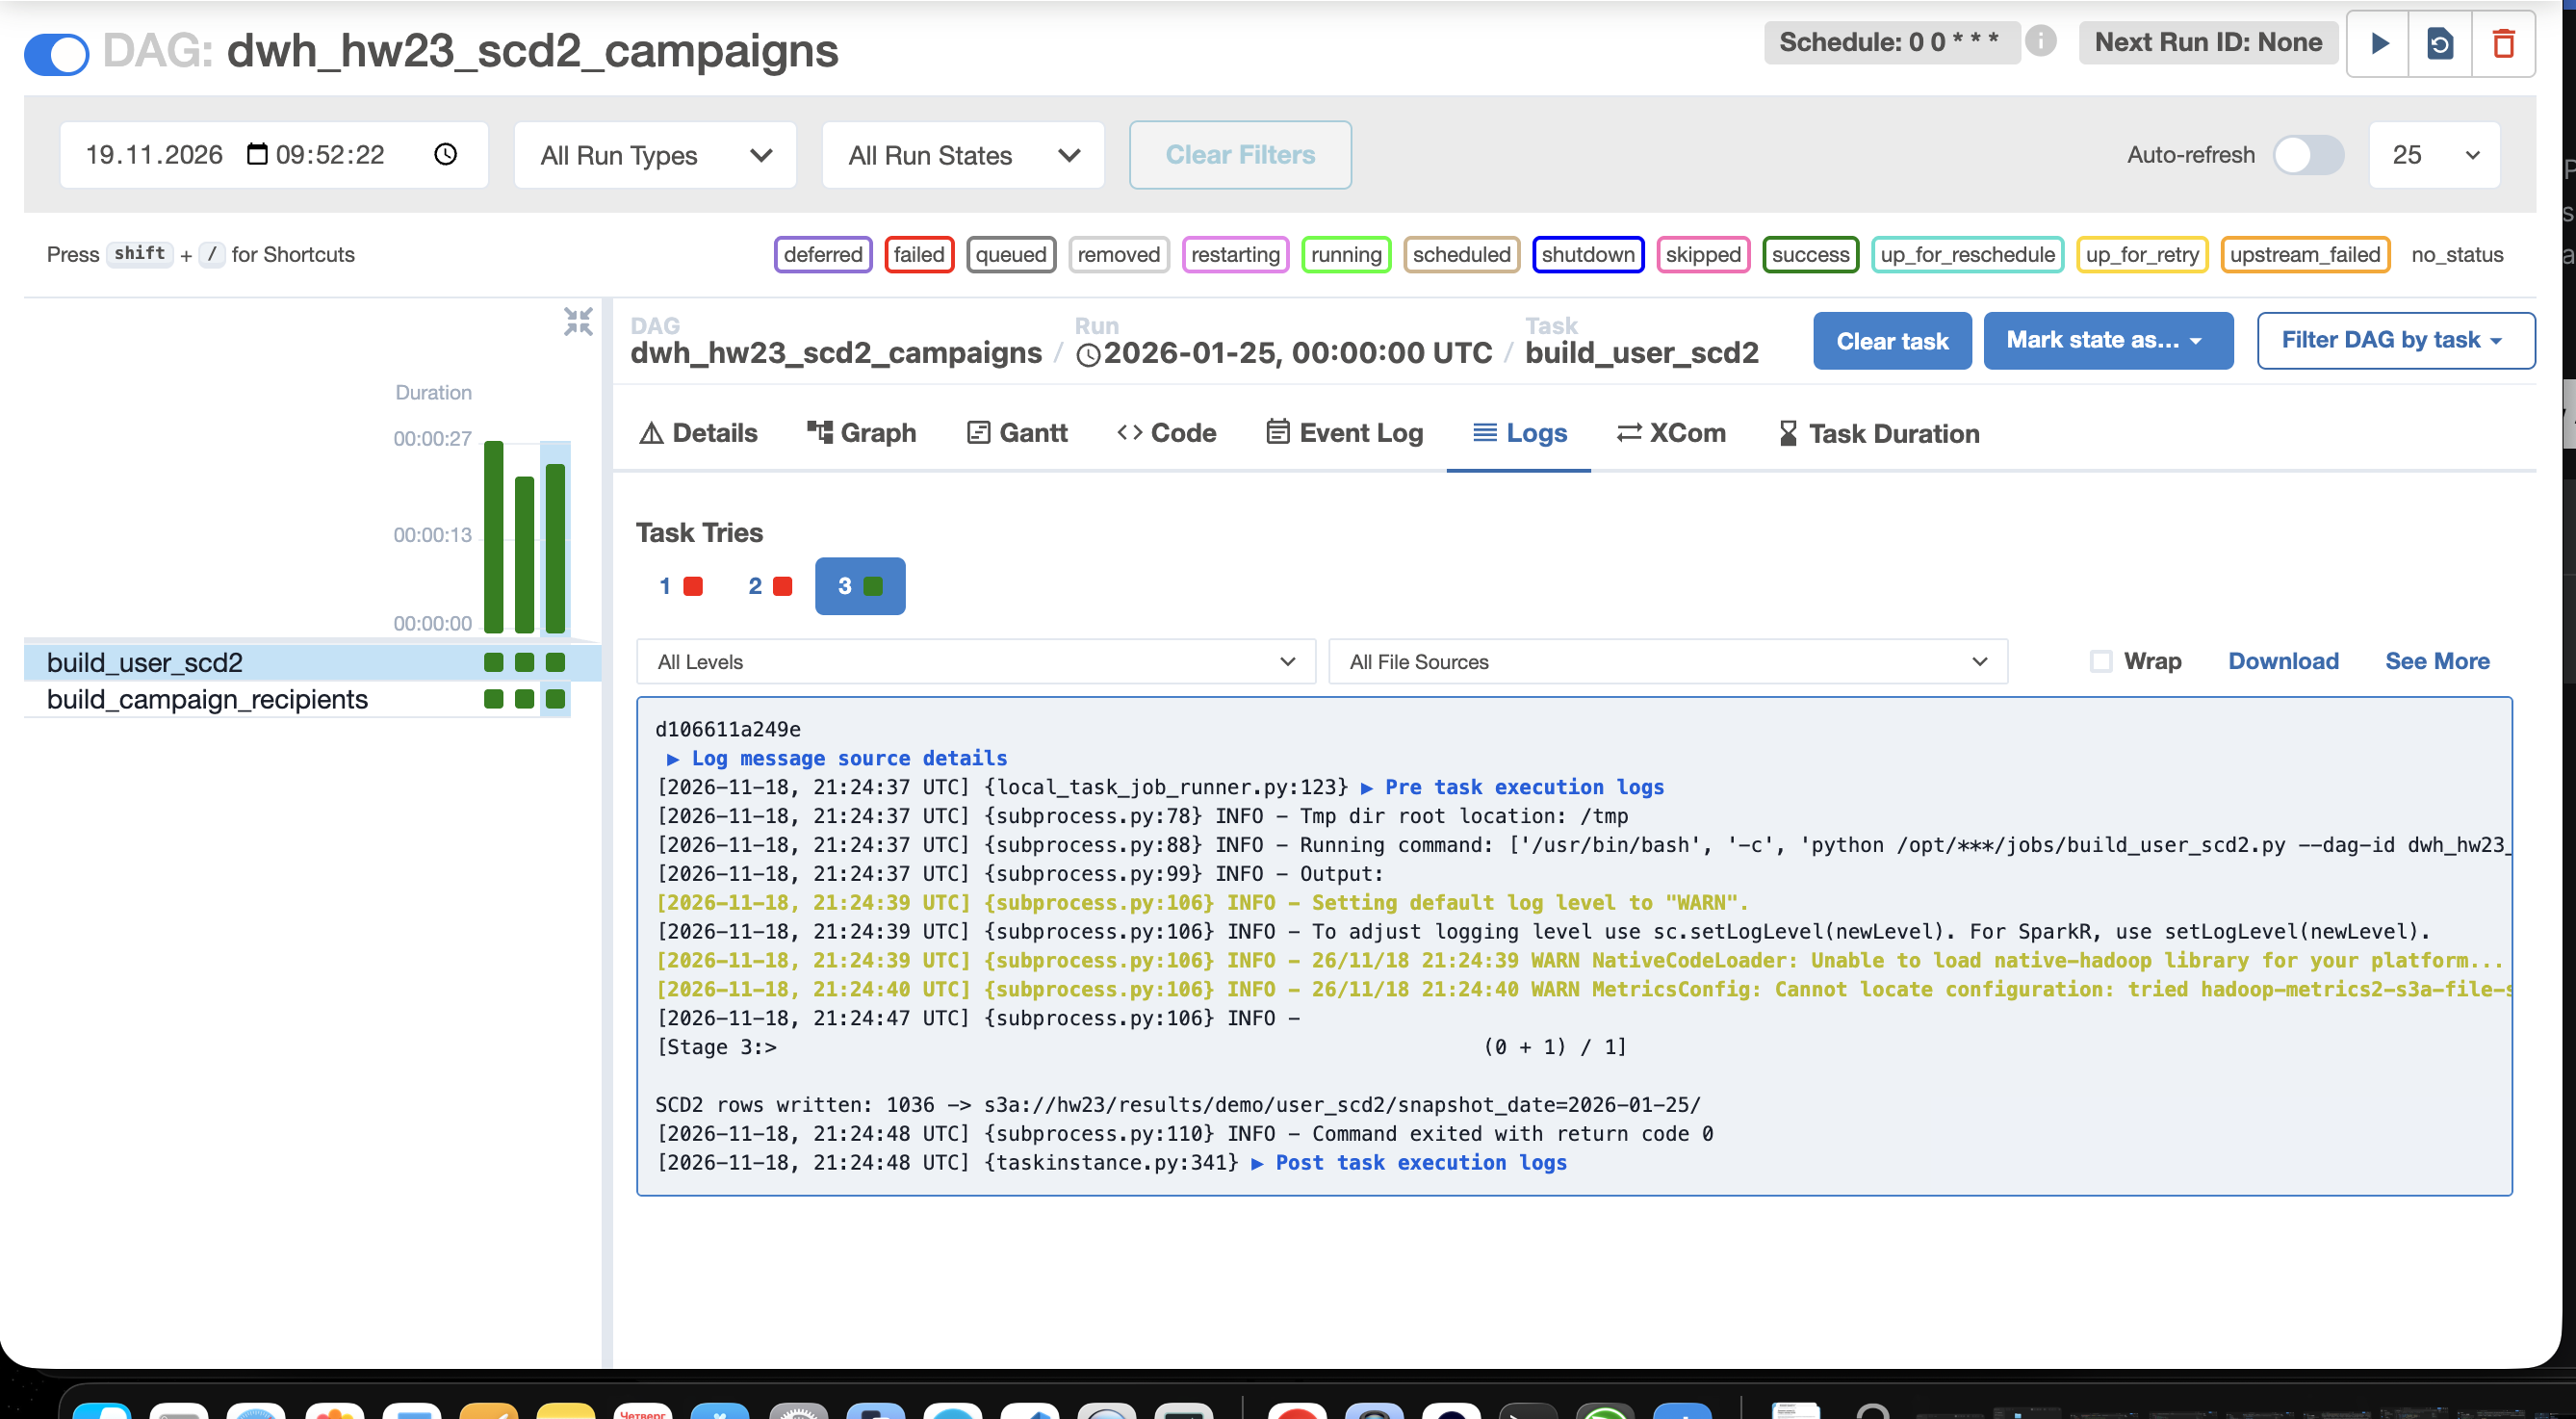 DAG: dwh_hw23_scd2_campaigns
Schedule: 0 0 * * *
Next Run ID: None
19.11.2026 09:52:22
All Run Types
All Run States
Clear Filters
Auto-refresh
25
Press shift + / for Shortcuts
deferred failed queued removed restarting running scheduled shutdown skipped success up_for_reschedule up_for_retry upstream_failed no_status
Duration
00:00:27
00:00:13
00:00:00
build_user_scd2
build_campaign_recipients
DAG
dwh_hw23_scd2_campaigns
/
Run
2026-01-25, 00:00:00 UTC
/
Task
build_user_scd2
Clear task
Mark state as...
Filter DAG by task
Details
Graph
Gantt
Code
Event Log
Logs
XCom
Task Duration
Task Tries
1
2
3
All Levels
All File Sources
Wrap
Download
See More
d106611a249e
▶ Log message source details
[2026-11-18, 21:24:37 UTC] {local_task_job_runner.py:123} ▶ Pre task execution logs
[2026-11-18, 21:24:37 UTC] {subprocess.py:78} INFO - Tmp dir root location: /tmp
[2026-11-18, 21:24:37 UTC] {subprocess.py:88} INFO - Running command: ['/usr/bin/bash', '-c', 'python /opt/***/jobs/build_user_scd2.py --dag-id dwh_hw23_
[2026-11-18, 21:24:37 UTC] {subprocess.py:99} INFO - Output:
[2026-11-18, 21:24:39 UTC] {subprocess.py:106} INFO - Setting default log level to "WARN".
[2026-11-18, 21:24:39 UTC] {subprocess.py:106} INFO - To adjust logging level use sc.setLogLevel(newLevel). For SparkR, use setLogLevel(newLevel).
[2026-11-18, 21:24:39 UTC] {subprocess.py:106} INFO - 26/11/18 21:24:39 WARN NativeCodeLoader: Unable to load native-hadoop library for your platform...
[2026-11-18, 21:24:40 UTC] {subprocess.py:106} INFO - 26/11/18 21:24:40 WARN MetricsConfig: Cannot locate configuration: tried hadoop-metrics2-s3a-file-s
[2026-11-18, 21:24:47 UTC] {subprocess.py:106} INFO -
[Stage 3:> (0 + 1) / 1]
SCD2 rows written: 1036 -> s3a://hw23/results/demo/user_scd2/snapshot_date=2026-01-25/
[2026-11-18, 21:24:48 UTC] {subprocess.py:110} INFO - Command exited with return code 0
[2026-11-18, 21:24:48 UTC] {taskinstance.py:341} ▶ Post task execution logs
Четверг